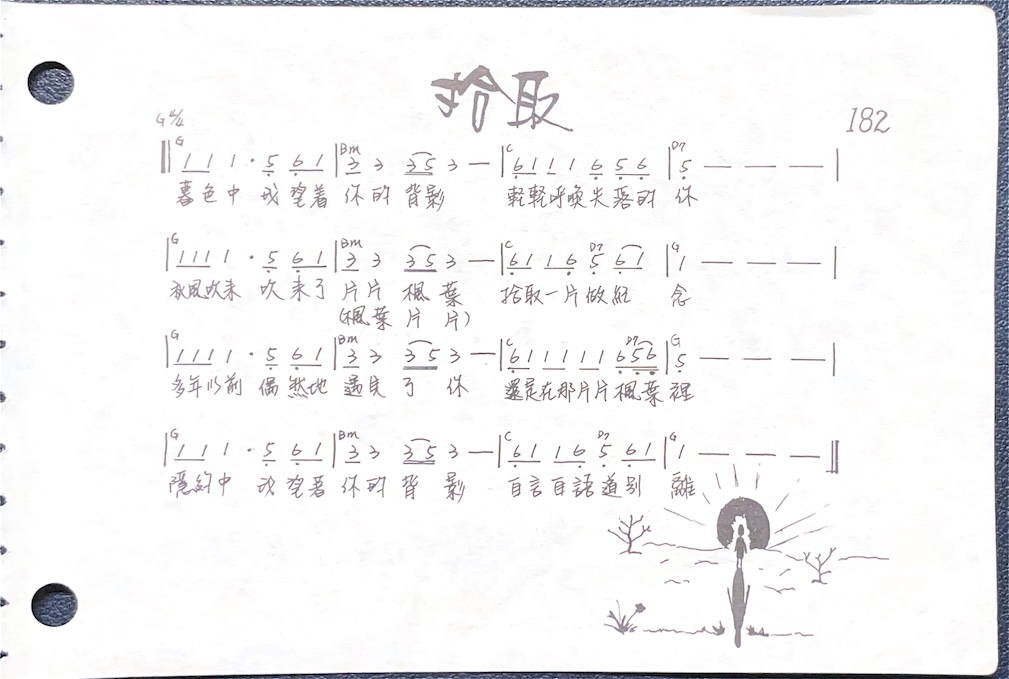 拾取
182
G 4/4
G Bm C D7
‖ 1 1 1 · 5 6 1 | 3 3 3 5 3 — | 6 1 1 1 6 5 6 | 5 — — — |
暮色中 我望着 你的 背影 輕輕呼喚失落的 你
G Bm C D7 G
| 1 1 1 1 · 5 6 1 | 3 3 3 5 3 — | 6 1 1 6 5 6 1 | 1 — — — |
秋風吹來 吹來了 片片 楓葉 拾取一片做紀 念
(楓葉片片)
G Bm C D7 G
| 1 1 1 1 · 5 6 1 | 3 3 3 5 3 — | 6 1 1 1 1 1 6 5 6 | 5 — — — |
多年以前 偶然地 遇見 了 你 還是在那片片楓葉 裡
G Bm C D7 G
| 1 1 1 · 5 6 1 | 3 3 3 5 3 — | 6 1 1 6 5 6 1 | 1 — — — ‖
隱約中 我望着 你的 背影 自言自語道別 離